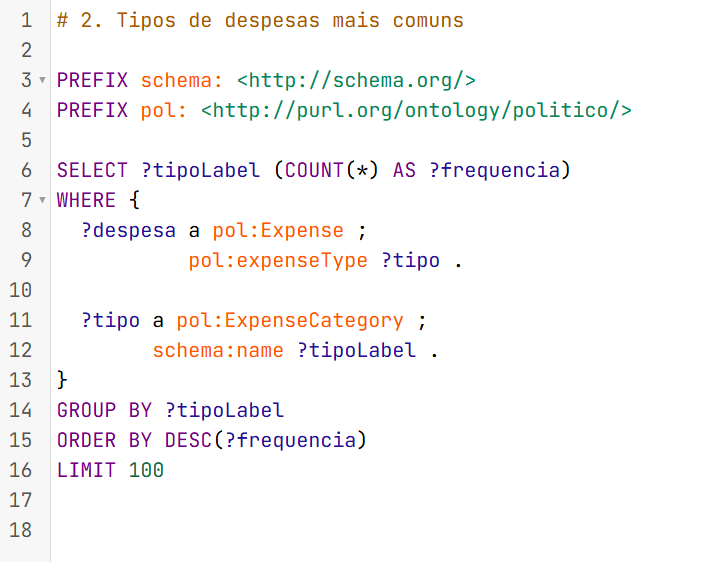 1 # 2. Tipos de despesas mais comuns
2
3 PREFIX schema: <http://schema.org/>
4 PREFIX pol: <http://purl.org/ontology/politico/>
5
6 SELECT ?tipoLabel (COUNT(*) AS ?frequencia)
7 WHERE {
8   ?despesa a pol:Expense ;
9            pol:expenseType ?tipo .
10
11   ?tipo a pol:ExpenseCategory ;
12         schema:name ?tipoLabel .
13 }
14 GROUP BY ?tipoLabel
15 ORDER BY DESC(?frequencia)
16 LIMIT 100
17
18